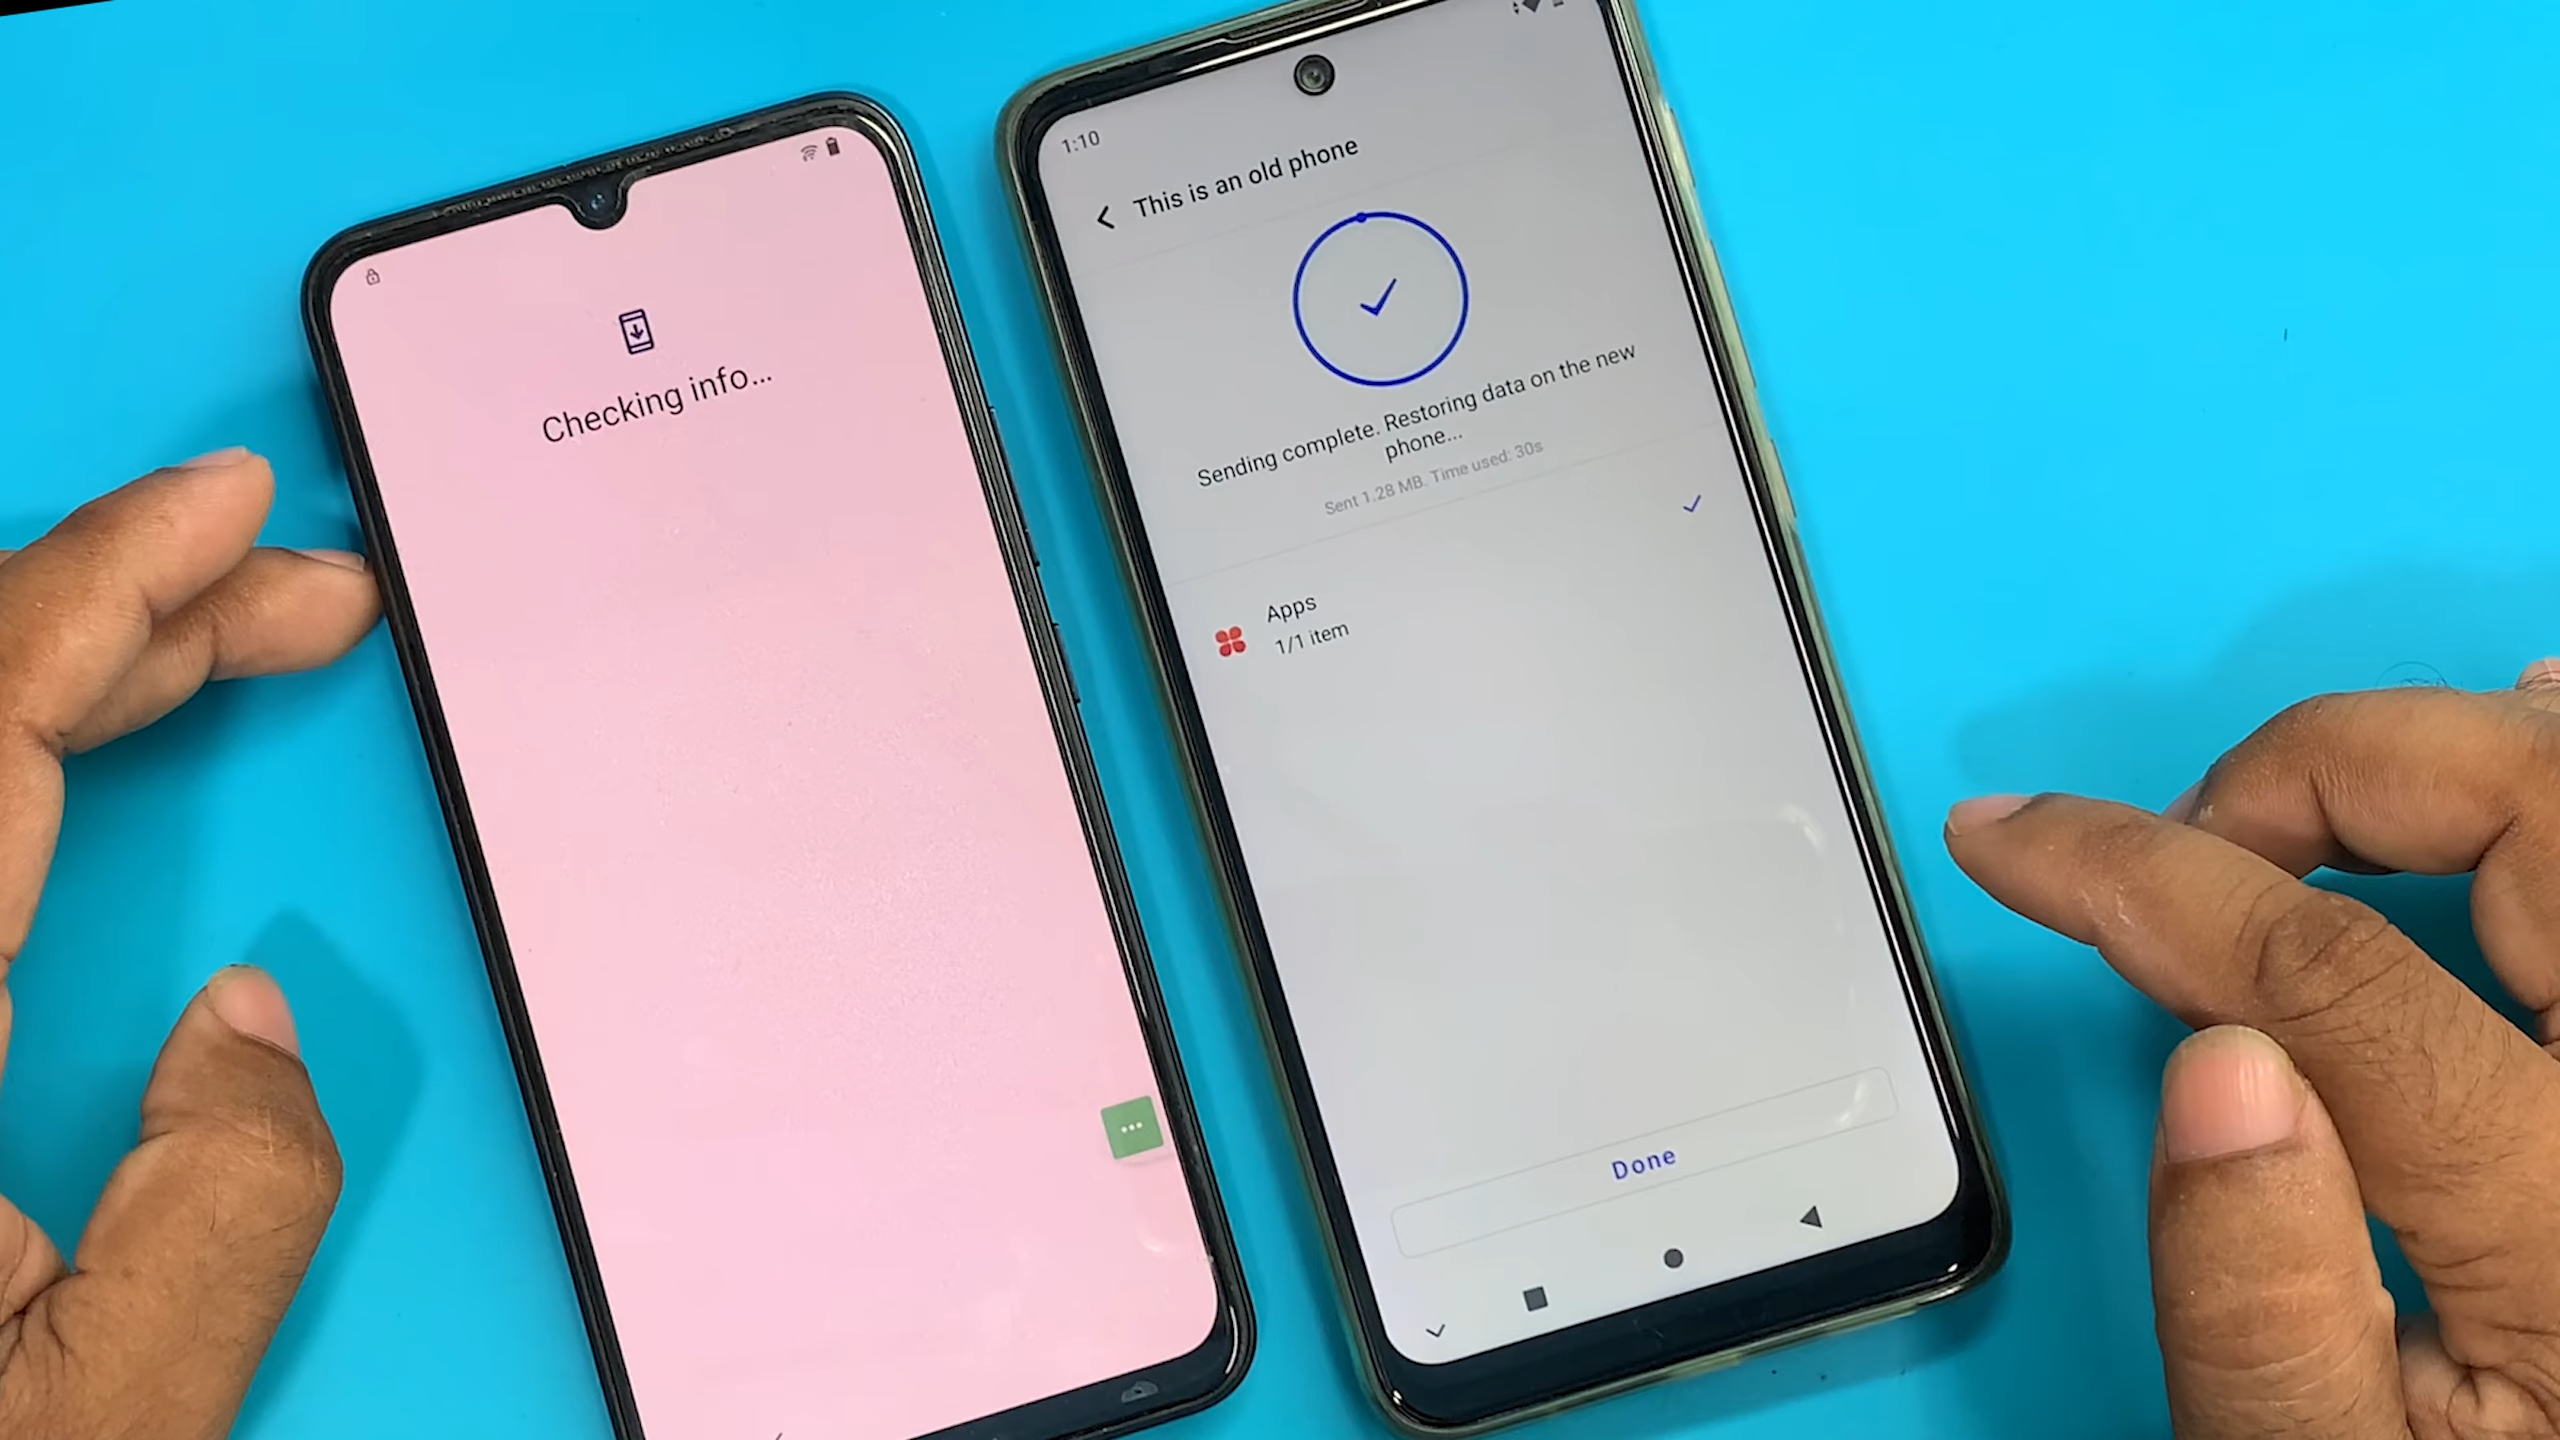 Checking info...
1:10
This is an old phone
Sending complete. Restoring data on the new
phone...
Sent 1.28 MB. Time used: 30s
Apps
1/1 item
Done